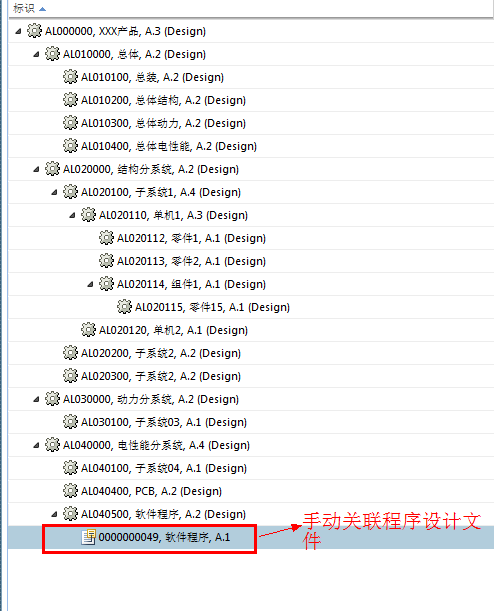 标识
AL000000, XXX产品, A.3 (Design)
AL010000, 总体, A.2 (Design)
AL010100, 总装, A.2 (Design)
AL010200, 总体结构, A.2 (Design)
AL010300, 总体动力, A.2 (Design)
AL010400, 总体电性能, A.2 (Design)
AL020000, 结构分系统, A.2 (Design)
AL020100, 子系统1, A.4 (Design)
AL020110, 单机1, A.3 (Design)
AL020112, 零件1, A.1 (Design)
AL020113, 零件2, A.1 (Design)
AL020114, 组件1, A.1 (Design)
AL020115, 零件15, A.1 (Design)
AL020120, 单机2, A.1 (Design)
AL020200, 子系统2, A.2 (Design)
AL020300, 子系统2, A.2 (Design)
AL030000, 动力分系统, A.2 (Design)
AL030100, 子系统03, A.1 (Design)
AL040000, 电性能分系统, A.4 (Design)
AL040100, 子系统04, A.1 (Design)
AL040400, PCB, A.2 (Design)
AL040500, 软件程序, A.2 (Design)
0000000049, 软件程序, A.1
手动关联程序设计文
件